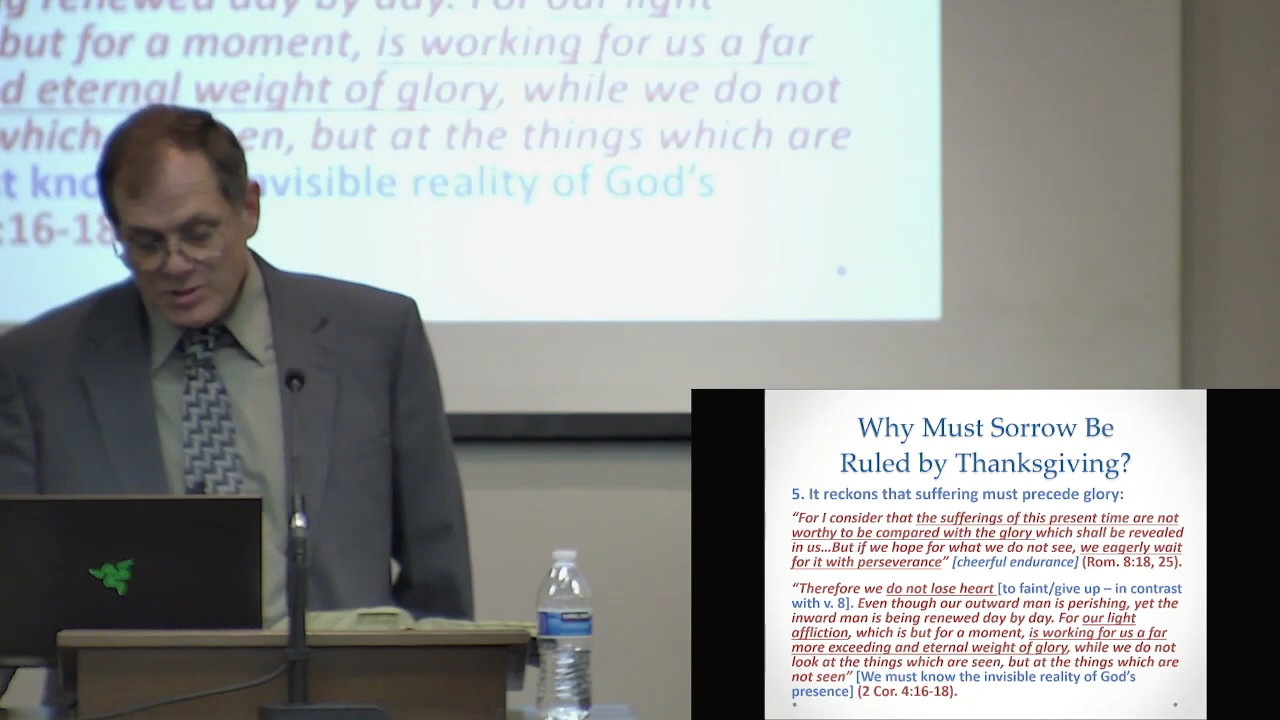 g renewed day by day. For our light
but for a moment, is working for us a far
d eternal weight of glory, while we do not
which en, but at the things which are
t kno nvisible reality of God's
:16-18
Why Must Sorrow Be
Ruled by Thanksgiving?
5. It reckons that suffering must precede glory:
“For I consider that the sufferings of this present time are not
worthy to be compared with the glory which shall be revealed
in us...But if we hope for what we do not see, we eagerly wait
for it with perseverance” [cheerful endurance] (Rom. 8:18, 25).
“Therefore we do not lose heart [to faint/give up – in contrast
with v. 8]. Even though our outward man is perishing, yet the
inward man is being renewed day by day. For our light
affliction, which is but for a moment, is working for us a far
more exceeding and eternal weight of glory, while we do not
look at the things which are seen, but at the things which are
not seen” [We must know the invisible reality of God's
presence] (2 Cor. 4:16-18).